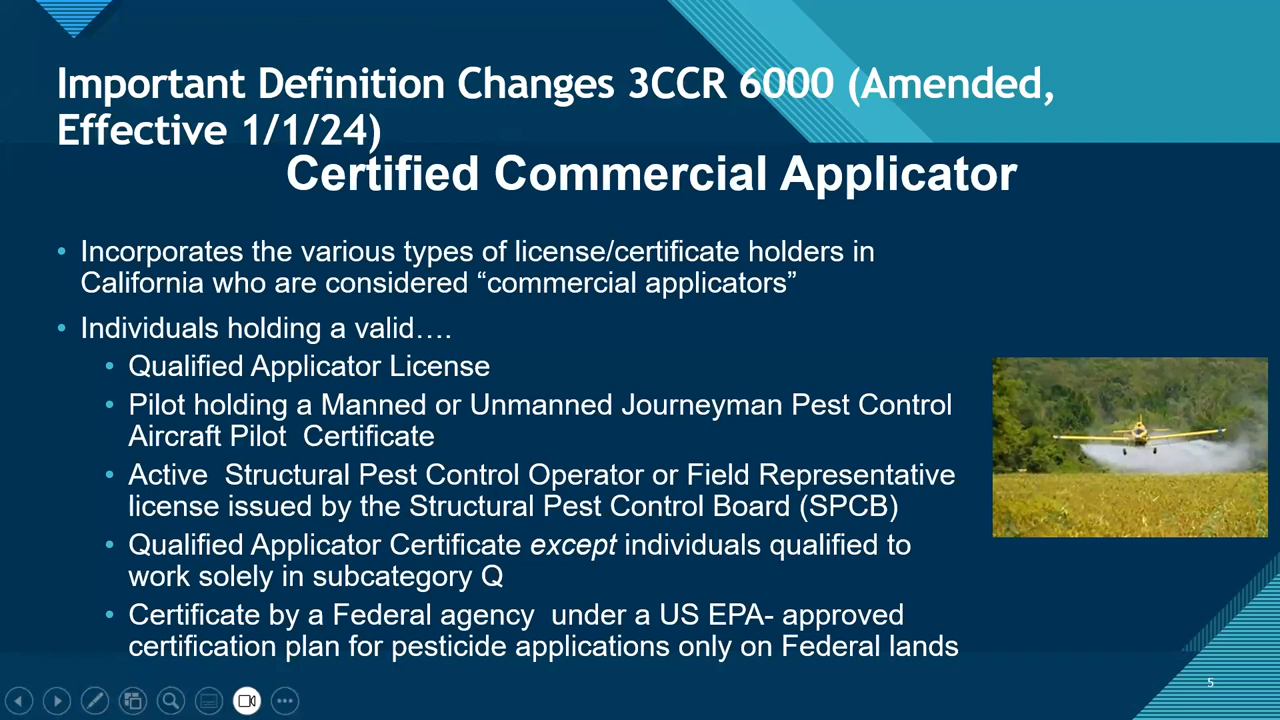 Important Definition Changes 3CCR 6000 (Amended,
Effective 1/1/24)
Certified Commercial Applicator
• Incorporates the various types of license/certificate holders in
California who are considered “commercial applicators”
• Individuals holding a valid….
• Qualified Applicator License
• Pilot holding a Manned or Unmanned Journeyman Pest Control
Aircraft Pilot Certificate
• Active Structural Pest Control Operator or Field Representative
license issued by the Structural Pest Control Board (SPCB)
• Qualified Applicator Certificate except individuals qualified to
work solely in subcategory Q
• Certificate by a Federal agency under a US EPA- approved
certification plan for pesticide applications only on Federal lands
5